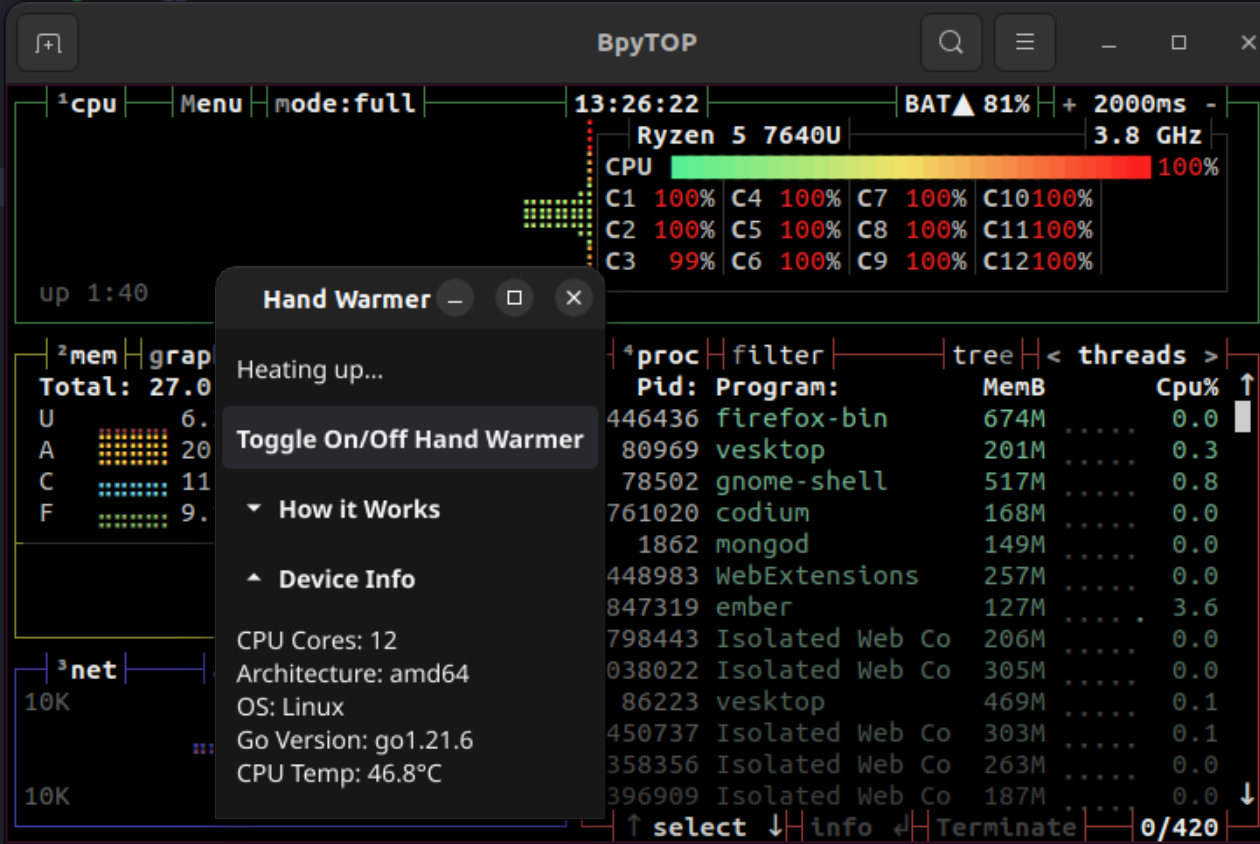 BpyTOP
¹cpu Menu mode:full 13:26:22 BAT▲ 81% + 2000ms -
Ryzen 5 7640U 3.8 GHz
CPU 100%
C1 100% C4 100% C7 100% C10100%
C2 100% C5 100% C8 100% C11100%
C3 99% C6 100% C9 100% C12100%
up 1:40
Hand Warmer
Heating up...
Toggle On/Off Hand Warmer
How it Works
Device Info
CPU Cores: 12
Architecture: amd64
OS: Linux
Go Version: go1.21.6
CPU Temp: 46.8°C
²mem grap
Total: 27.0
U 6.
A 20
C 11
F 9.
³net
10K
10K
⁴proc filter tree < threads >
Pid: Program: MemB Cpu% ↑
446436 firefox-bin 674M 0.0
80969 vesktop 201M 0.3
78502 gnome-shell 517M 0.8
761020 codium 168M 0.0
1862 mongod 149M 0.0
448983 WebExtensions 257M 0.0
847319 ember 127M 3.6
798443 Isolated Web Co 206M 0.0
038022 Isolated Web Co 305M 0.0
86223 vesktop 469M 0.1
450737 Isolated Web Co 303M 0.1
358356 Isolated Web Co 263M 0.0
396909 Isolated Web Co 187M 0.0 ↓
↑ select ↓ info ↲ Terminate 0/420